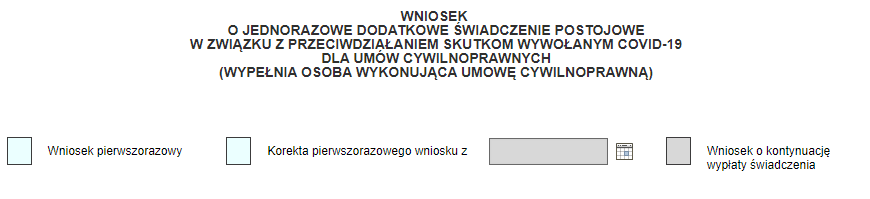 WNIOSEK
O JEDNORAZOWE DODATKOWE ŚWIADCZENIE POSTOJOWE
W ZWIĄZKU Z PRZECIWDZIAŁANIEM SKUTKOM WYWOŁANYM COVID-19
DLA UMÓW CYWILNOPRAWNYCH
(WYPEŁNIA OSOBA WYKONUJĄCA UMOWĘ CYWILNOPRAWNĄ)
Wniosek pierwszorazowy
Korekta pierwszorazowego wniosku z
Wniosek o kontynuację
wypłaty świadczenia